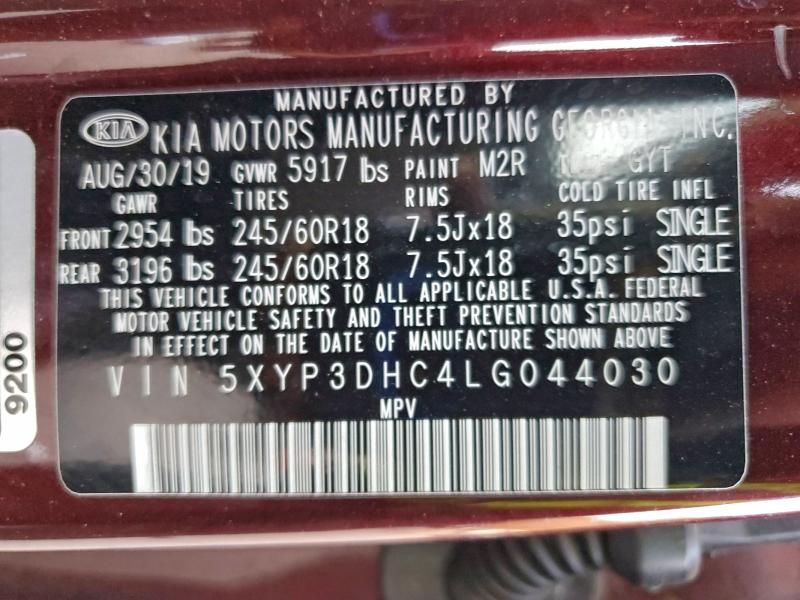 MANUFACTURED BY
KIA KIA MOTORS MANUFACTURING GEORGIA INC.
AUG/30/19 GVWR 5917 lbs PAINT M2R GYT
GAWR TIRES RIMS COLD TIRE INFL
FRONT 2954 lbs 245/60R18 7.5Jx18 35psi SINGLE
REAR 3196 lbs 245/60R18 7.5Jx18 35psi SINGLE
THIS VEHICLE CONFORMS TO ALL APPLICABLE U.S.A. FEDERAL
MOTOR VEHICLE SAFETY AND THEFT PREVENTION STANDARDS
IN EFFECT ON THE DATE OF MANUFACTURE SHOWN ABOVE
VIN 5XYP3DHC4LG044030
MPV
9200